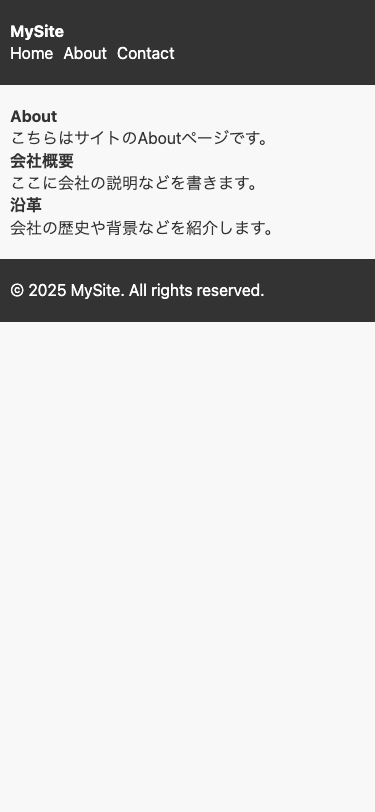 MySite
Home About Contact
About
こちらはサイトのAboutページです。
会社概要
ここに会社の説明などを書きます。
沿革
会社の歴史や背景などを紹介します。
© 2025 MySite. All rights reserved.